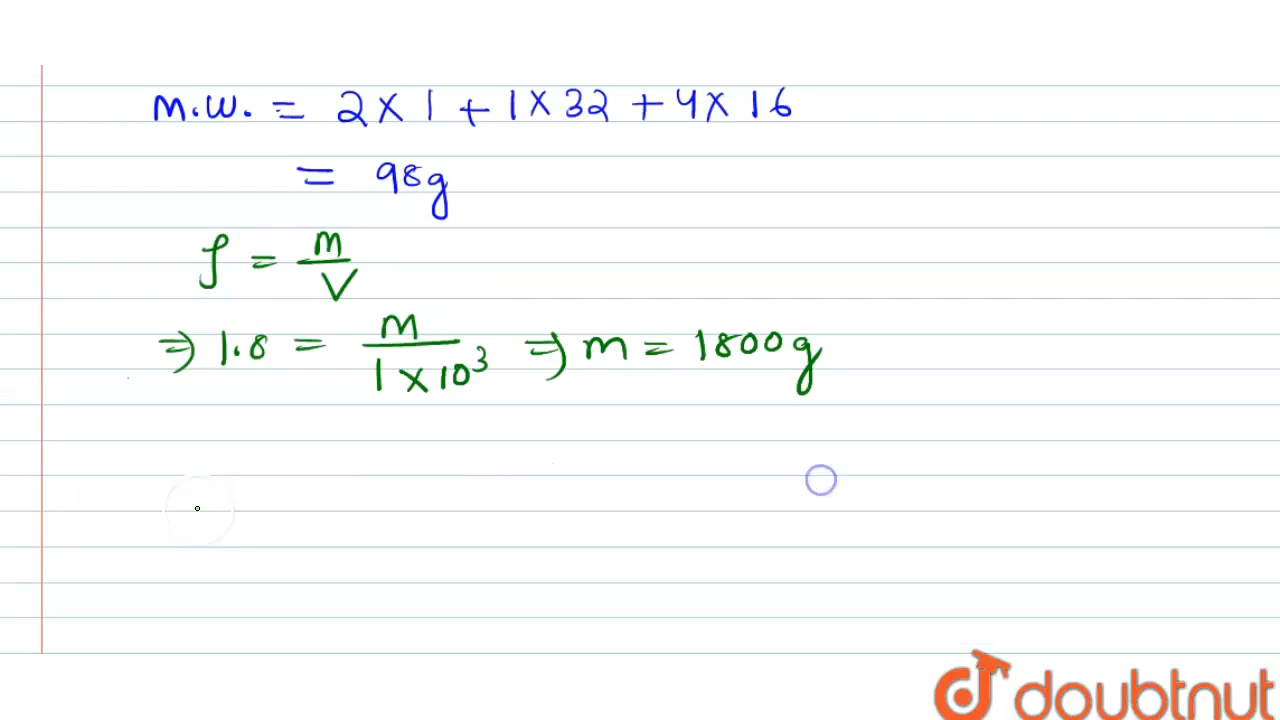 M.W. = 2 × 1 + 1 × 32 + 4 × 16
= 98g
ρ = m/V
⇒ 1.8 = m/1 × 10³ ⇒ m = 1800g
doubtnut